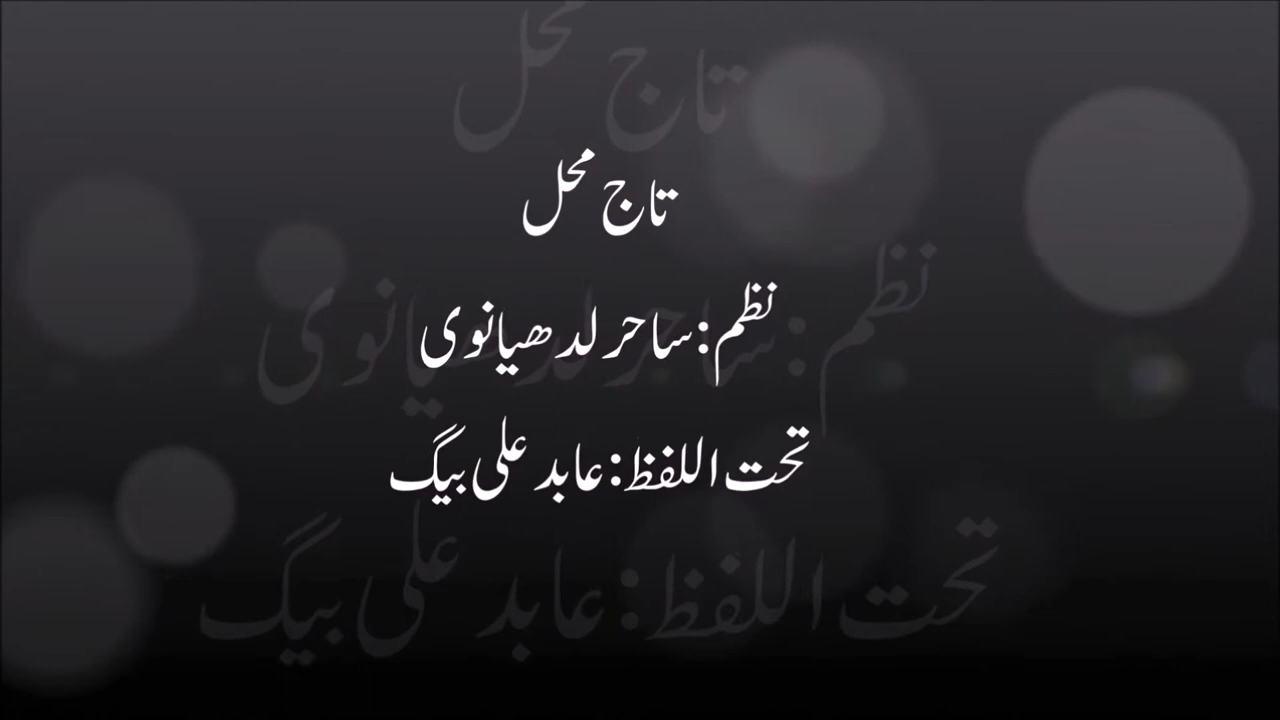 تاج محل
نظم: ساحر لدھیانوی
تحت اللفظ: عابد علی بیگ